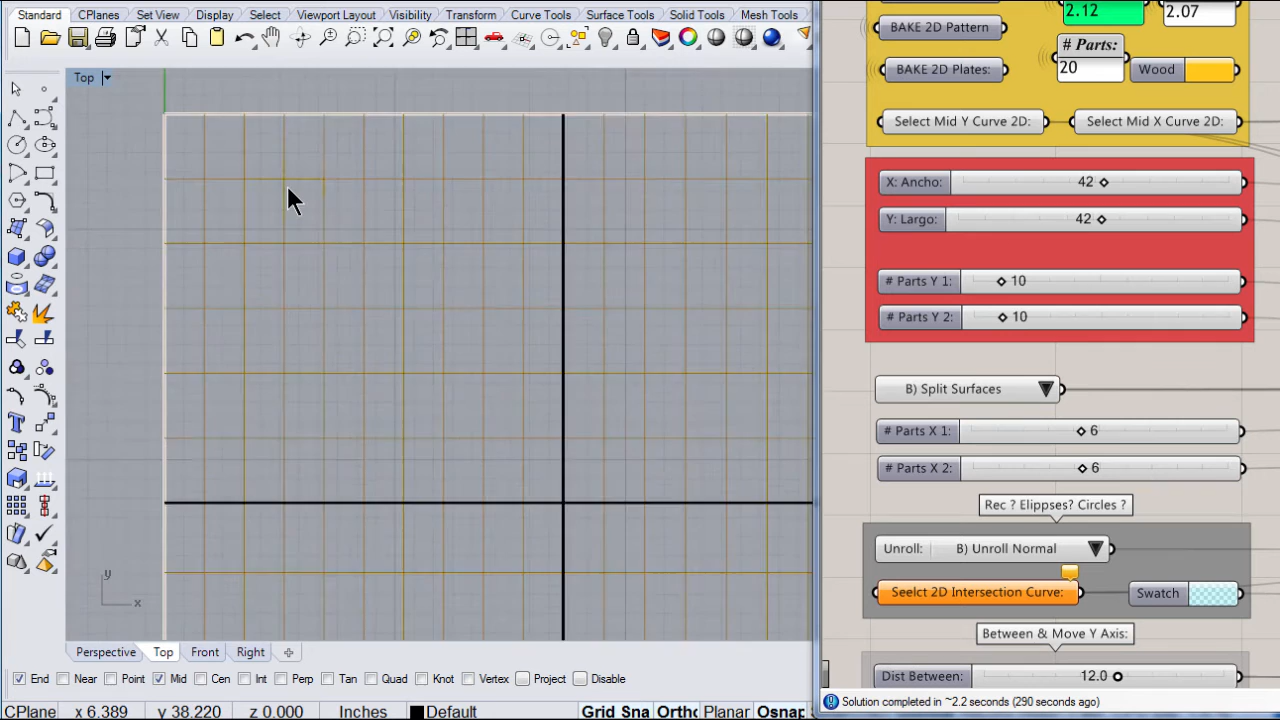 Standard CPlanes Set View Display Select Viewport Layout Visibility Transform Curve Tools Surface Tools Solid Tools Mesh Tools
Top
y
x
Perspective Top Front Right
End Near Point Mid Cen Int Perp Tan Quad Knot Vertex Project Disable
CPlane x 6.38 y 38.220 z 0.000 Inches Default Grid Sna Ortho Planar Osnap
2.12 2.07
BAKE 2D Pattern
# Parts:
20
BAKE 2D Plates: Wood
Select Mid Y Curve 2D: Select Mid X Curve 2D:
X: Ancho: 42
Y: Largo: 42
# Parts Y 1: 10
# Parts Y 2: 10
B) Split Surfaces
# Parts X 1: 6
# Parts X 2: 6
Rec ? Elippses? Circles ?
Unroll: B) Unroll Normal
Seelct 2D Intersection Curve: Swatch
Between & Move Y Axis:
Dist Between: 12.0
Solution completed in ~2.2 seconds (290 seconds ago)